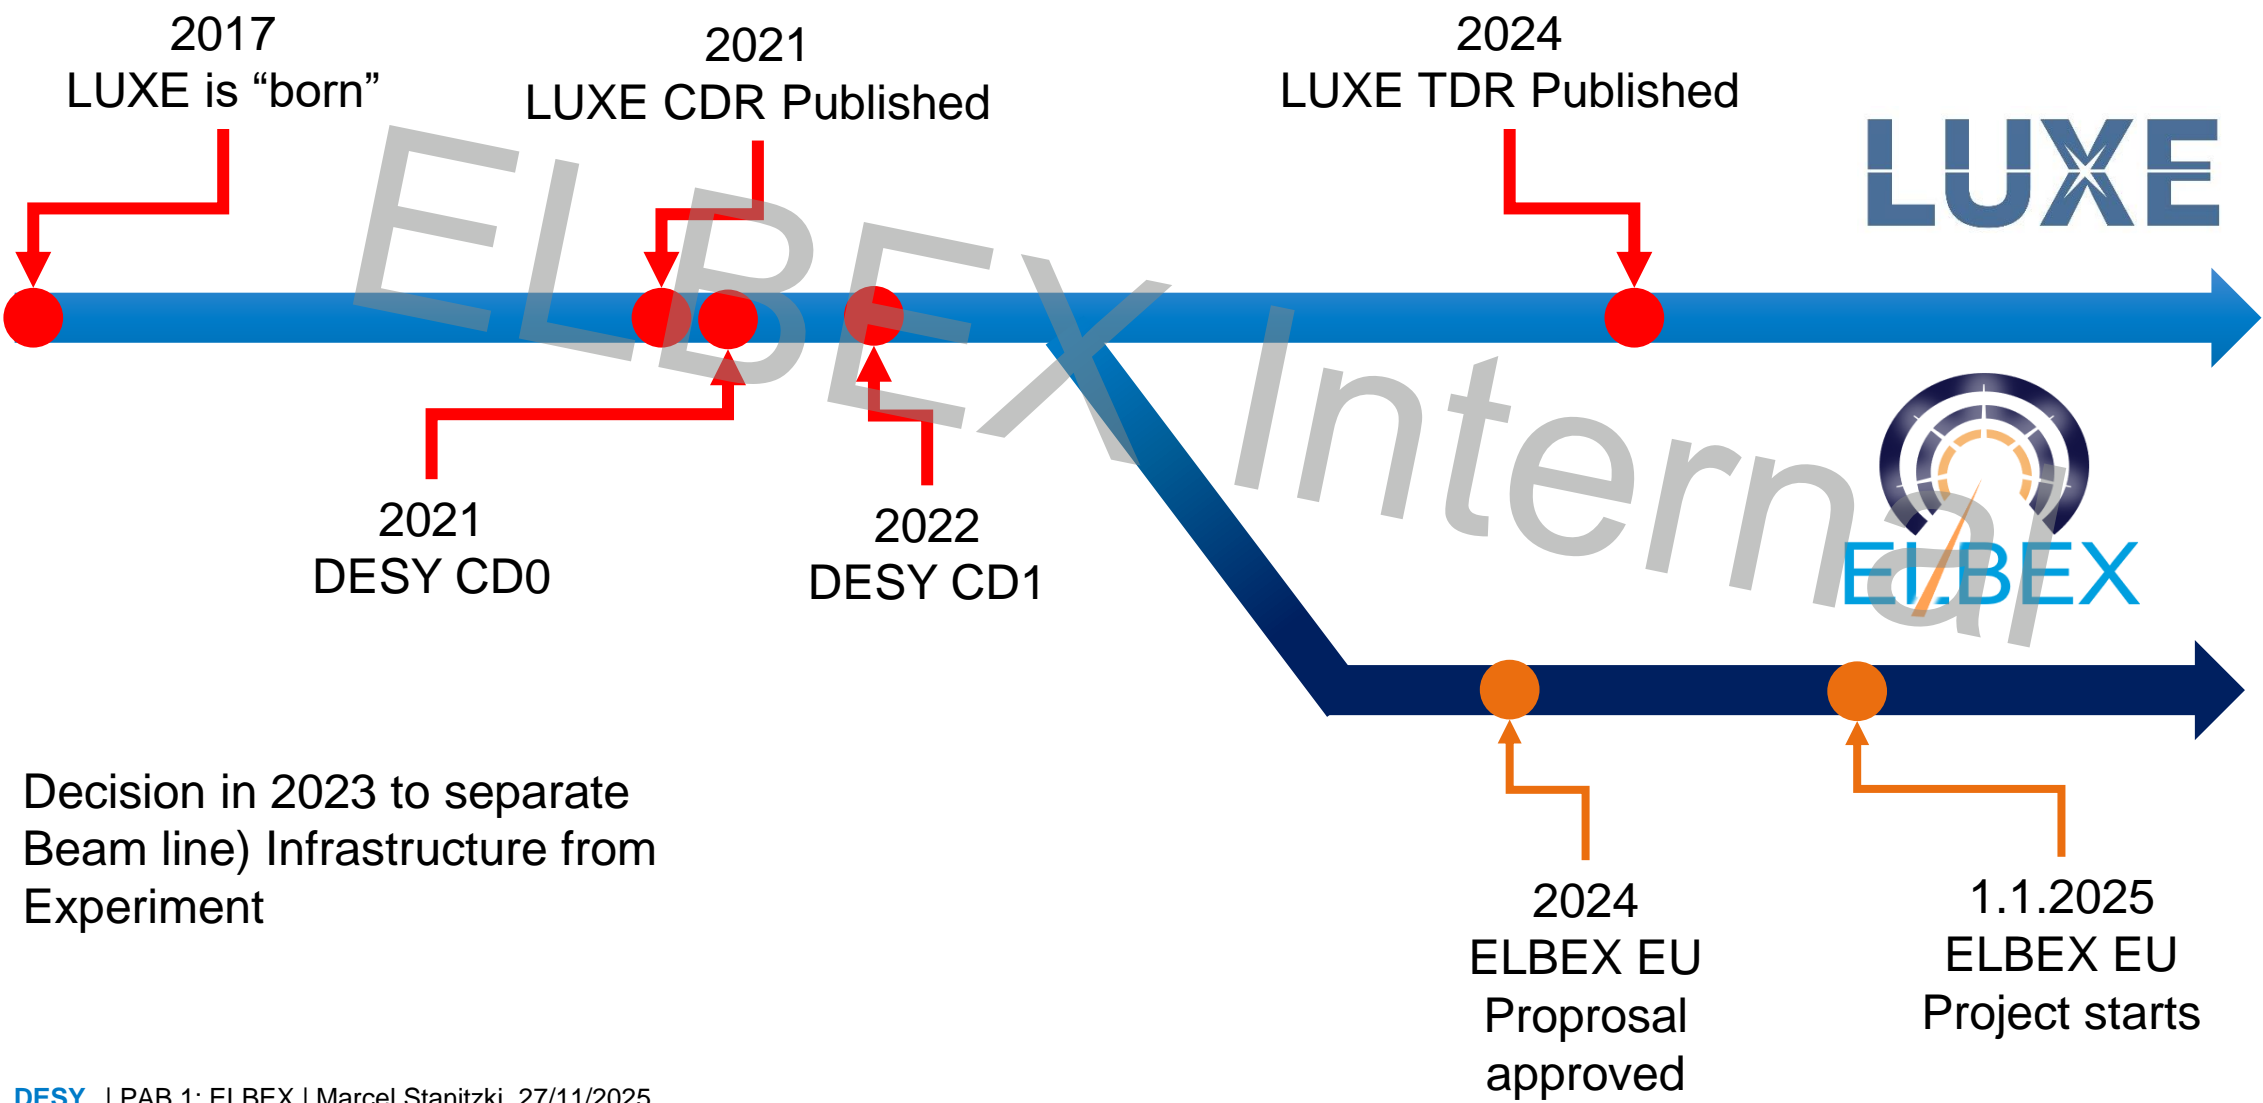 2017
LUXE is “born”
2021
LUXE CDR Published
2024
LUXE TDR Published
LUXE
ELBEX Internal
2021
DESY CD0
2022
DESY CD1
ELBEX
Decision in 2023 to separate
Beam line) Infrastructure from
Experiment
2024
ELBEX EU
Proprosal
approved
1.1.2025
ELBEX EU
Project starts
DESY | PAB 1: ELBEX | Marcel Stanitzki, 27/11/2025